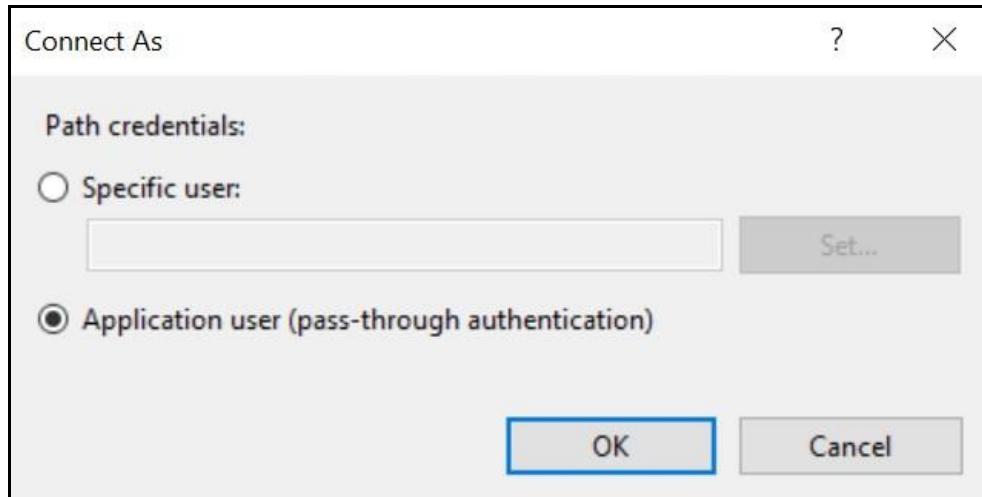 Connect As ?
Path credentials:
Specific user:
Set...
Application user (pass-through authentication)
OK Cancel